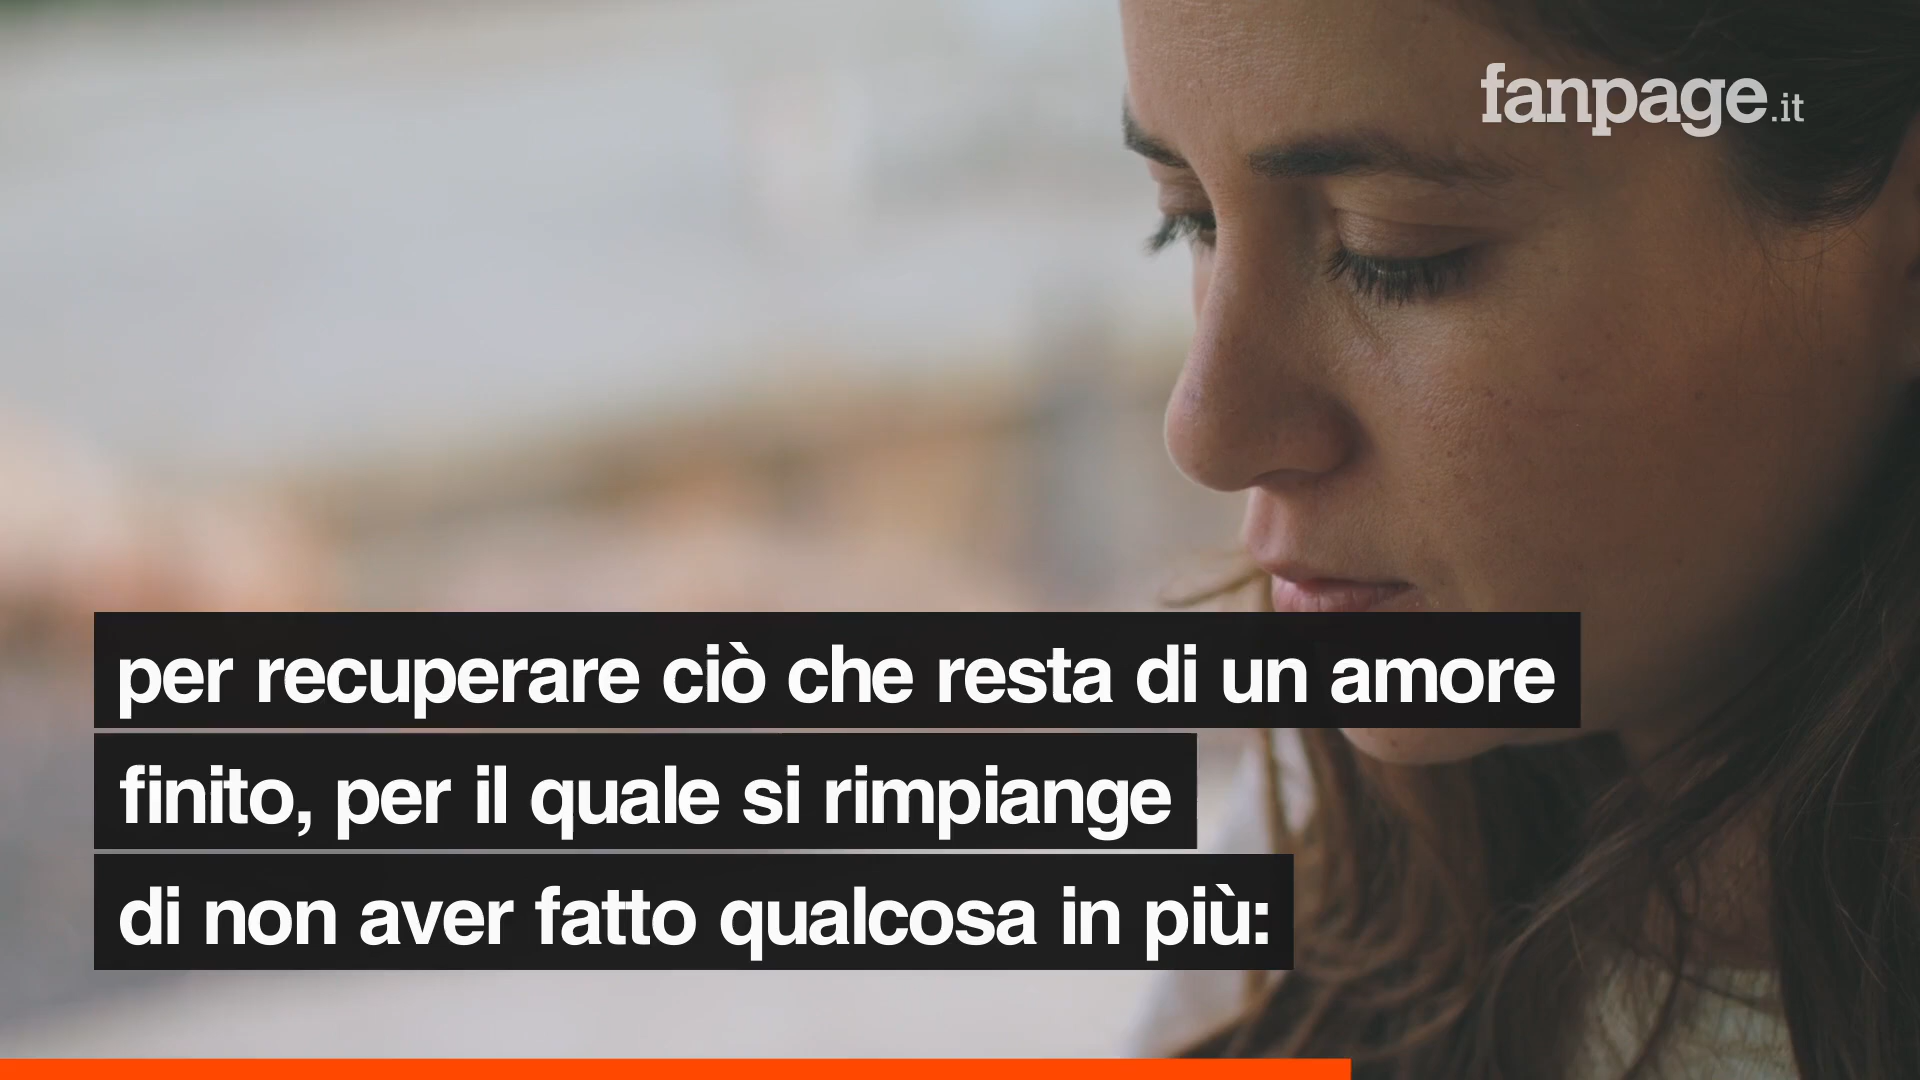 fanpage.it
per recuperare ciò che resta di un amore
finito, per il quale si rimpiange
di non aver fatto qualcosa in più: